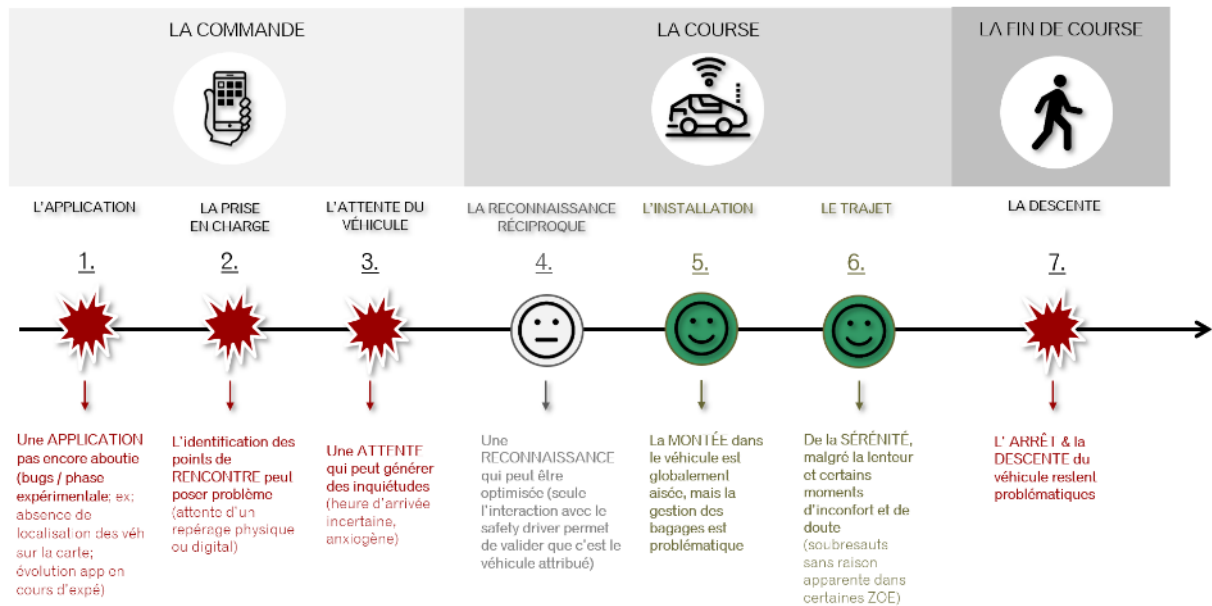 LA COMMANDE
LA COURSE
LA FIN DE COURSE
L'APPLICATION
LA PRISE
EN CHARGE
L'ATTENTE DU
VÉHICULE
LA RECONNAISSANCE
RÉCIPROQUE
L'INSTALLATION
LE TRAJET
LA DESCENTE
1.
2.
3.
4.
5.
6.
7.
Une APPLICATION
pas encore aboutie
(bugs / phase
expérimentale; ex;
absence de
localisation des véh
sur la carte;
évolution app en
cours d'expé)
L'identification des
points de
RENCONTRE peut
poser problème
(attente d'un
repérage physique
ou digital)
Une ATTENTE
qui peut générer
des inquiétudes
(heure d'arrivée
incertaine,
anxiogène)
Une
RECONNAISSANCE
qui peut être
optimisée (seule
l'interaction avec le
safety driver permet
de valider que c'est le
véhicule attribué)
La MONTÉE dans
le véhicule est
globalement
aisée, mais la
gestion des
bagages est
problématique
De la SÉRÉNITÉ,
malgré la lenteur
et certains
moments
d'inconfort et de
doute
(soubresauts
sans raison
apparente dans
certaines ZOE)
L' ARRÊT & la
DESCENTE du
véhicule restent
problématiques